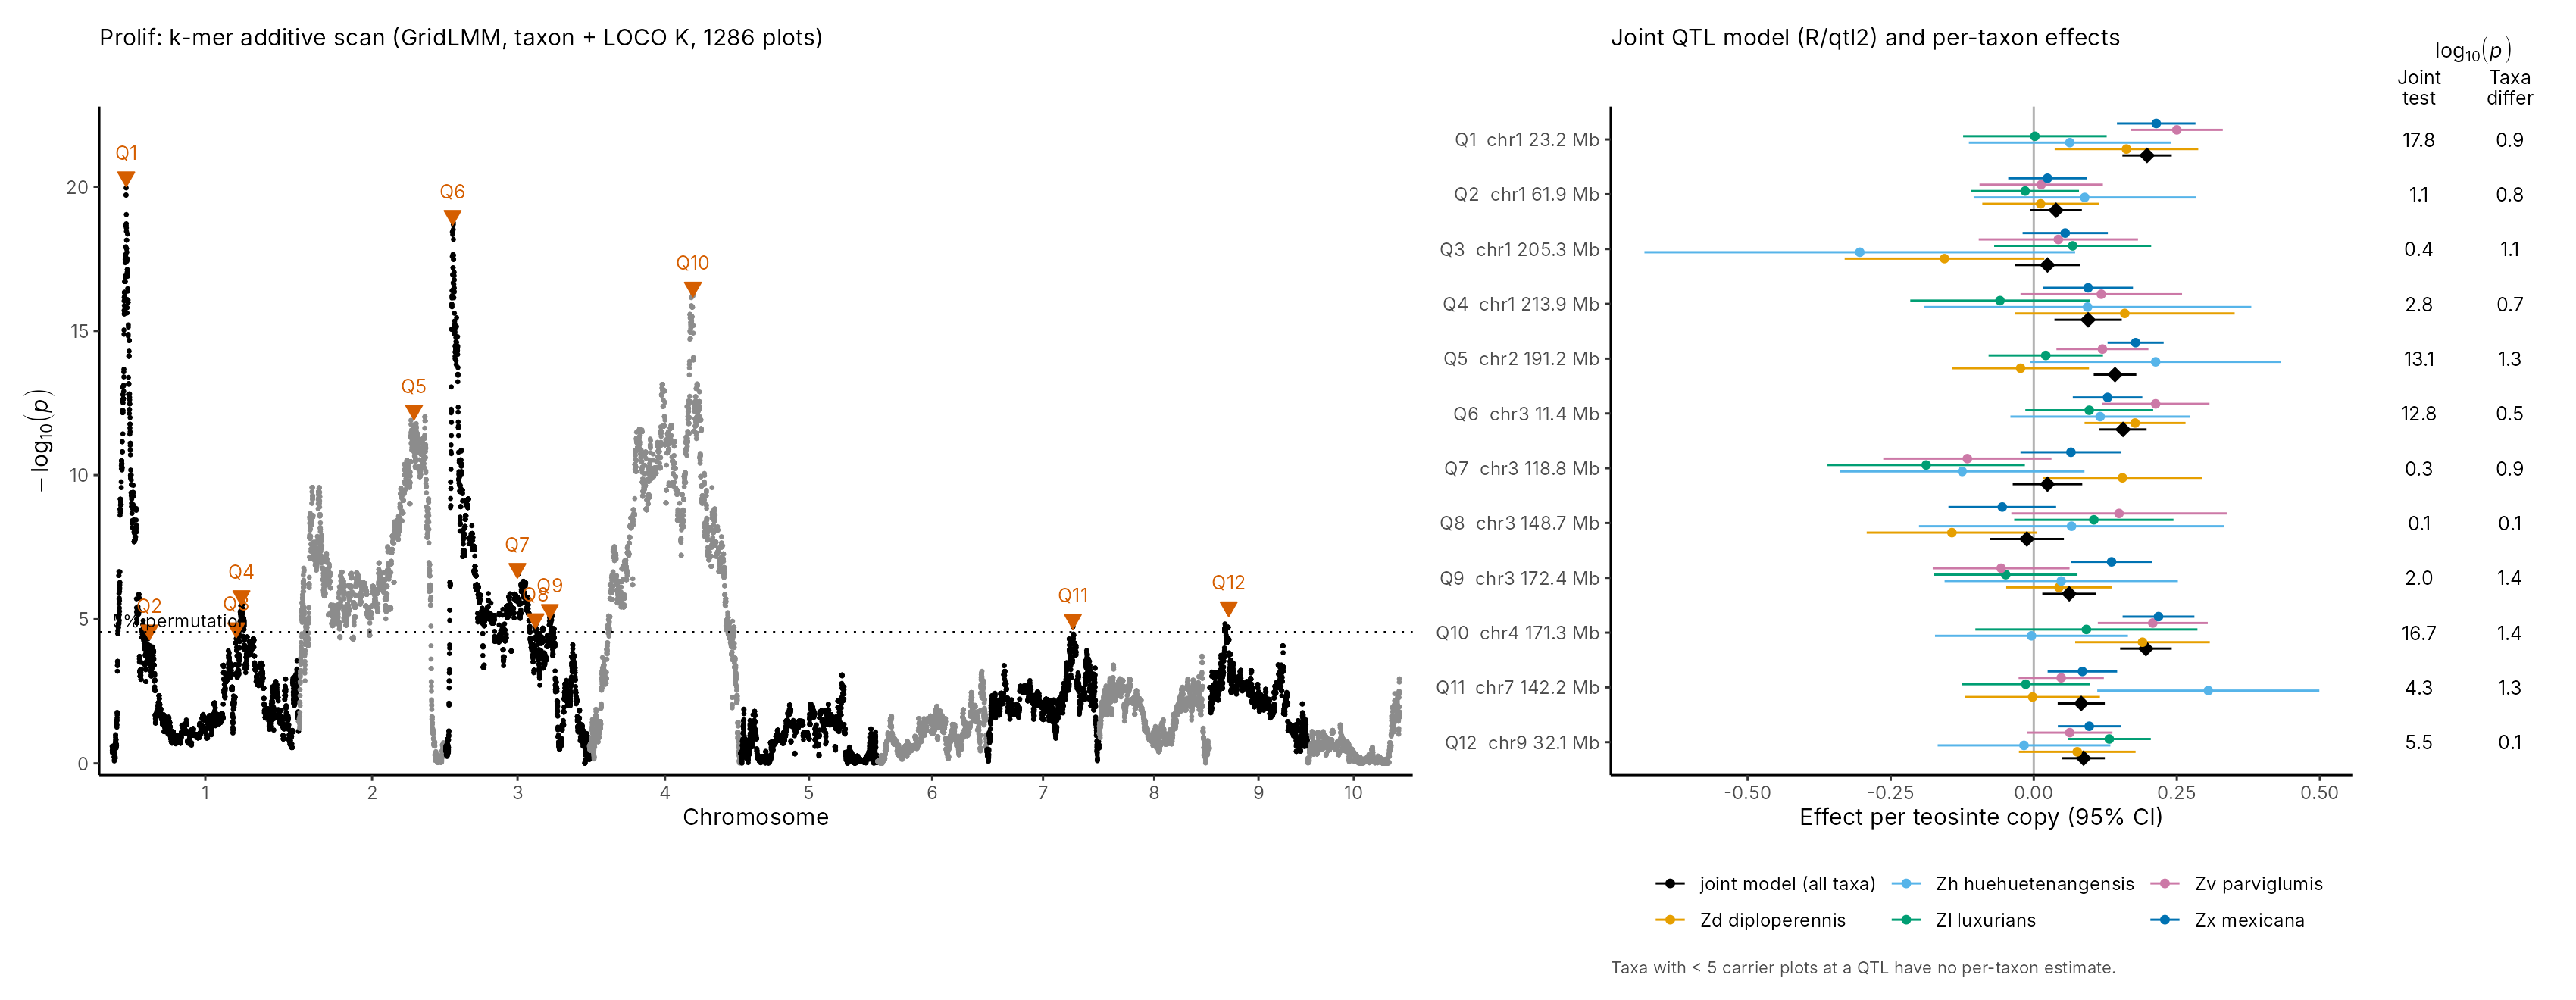 Prolif: k-mer additive scan (GridLMM, taxon + LOCO K, 1286 plots)
−log10(p)
20
15
10
5
0
Q1
Q2
Q4
Q5
Q6
Q7
Q8
Q9
Q10
Q11
Q12
% permutation
1
2
3
4
5
6
7
8
9
10
Chromosome
Joint QTL model (R/qtl2) and per-taxon effects
−log10(p)
Joint test
Taxa differ
Q1 chr1 23.2 Mb 17.8 0.9
Q2 chr1 61.9 Mb 1.1 0.8
Q3 chr1 205.3 Mb 0.4 1.1
Q4 chr1 213.9 Mb 2.8 0.7
Q5 chr2 191.2 Mb 13.1 1.3
Q6 chr3 11.4 Mb 12.8 0.5
Q7 chr3 118.8 Mb 0.3 0.9
Q8 chr3 148.7 Mb 0.1 0.1
Q9 chr3 172.4 Mb 2.0 1.4
Q10 chr4 171.3 Mb 16.7 1.4
Q11 chr7 142.2 Mb 4.3 1.3
Q12 chr9 32.1 Mb 5.5 0.1
-0.50 -0.25 0.00 0.25 0.50
Effect per teosinte copy (95% CI)
joint model (all taxa) Zh huehuetenangensis Zv parviglumis
Zd diploperennis Zl luxurians Zx mexicana
Taxa with < 5 carrier plots at a QTL have no per-taxon estimate.